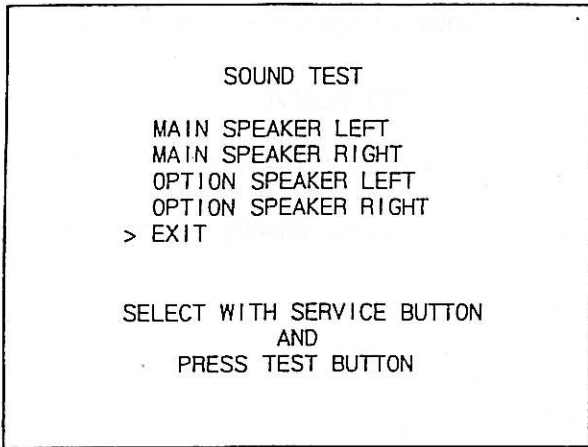 SOUND TEST
MAIN SPEAKER LEFT
MAIN SPEAKER RIGHT
OPTION SPEAKER LEFT
OPTION SPEAKER RIGHT
> EXIT
SELECT WITH SERVICE BUTTON
AND
PRESS TEST BUTTON